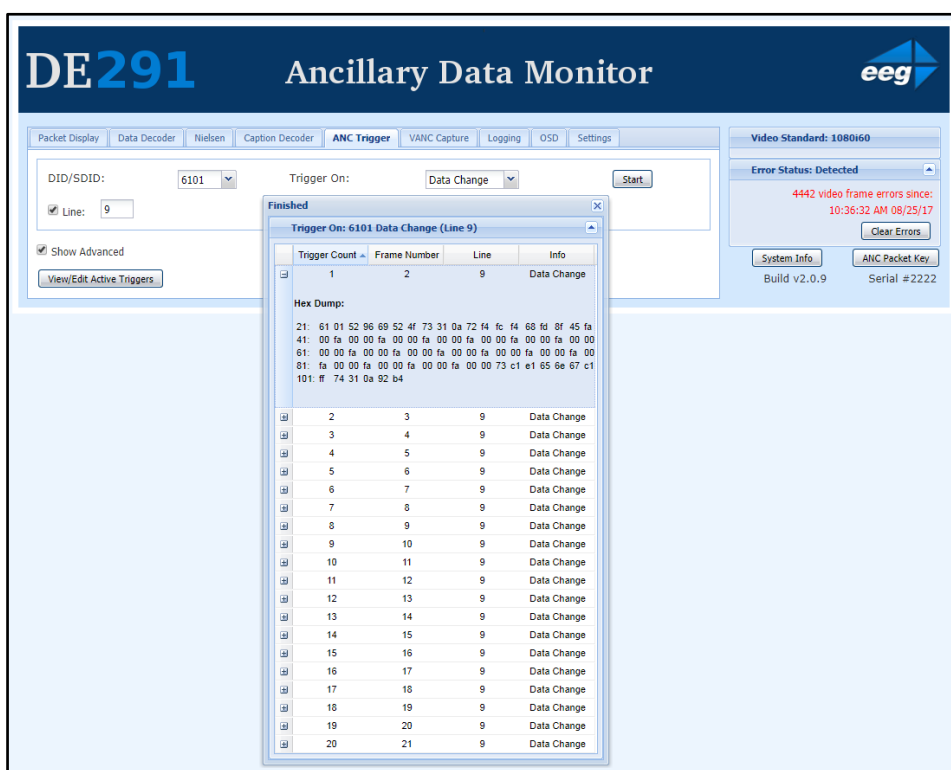 DE291 Ancillary Data Monitor eeg
Packet Display Data Decoder Nielsen Caption Decoder ANC Trigger VANC Capture Logging OSD Settings
DID/SDID: 6101 Trigger On: Data Change Start
Line: 9
Show Advanced
View/Edit Active Triggers
Video Standard: 1080i60
Error Status: Detected
4442 video frame errors since:
10:36:32 AM 08/25/17
Clear Errors
System Info ANC Packet Key
Build v2.0.9 Serial #2222
Finished
Trigger On: 6101 Data Change (Line 9)
Trigger Count Frame Number Line Info
1 2 9 Data Change
Hex Dump:
21: 61 01 52 96 69 52 4f 73 31 0a 72 f4 fc f4 68 fd 8f 45 fa
41: 00 fa 00 00 fa 00 00 fa 00 00 fa 00 00 fa 00 00 fa 00 00
61: 00 00 fa 00 00 fa 00 00 fa 00 00 fa 00 00 fa 00 00 fa 00
81: fa 00 00 fa 00 00 fa 00 00 fa 00 00 73 c1 e1 65 6e 67 c1
101: ff 74 31 0a 92 b4
2 3 9 Data Change
3 4 9 Data Change
4 5 9 Data Change
5 6 9 Data Change
6 7 9 Data Change
7 8 9 Data Change
8 9 9 Data Change
9 10 9 Data Change
10 11 9 Data Change
11 12 9 Data Change
12 13 9 Data Change
13 14 9 Data Change
14 15 9 Data Change
15 16 9 Data Change
16 17 9 Data Change
17 18 9 Data Change
18 19 9 Data Change
19 20 9 Data Change
20 21 9 Data Change